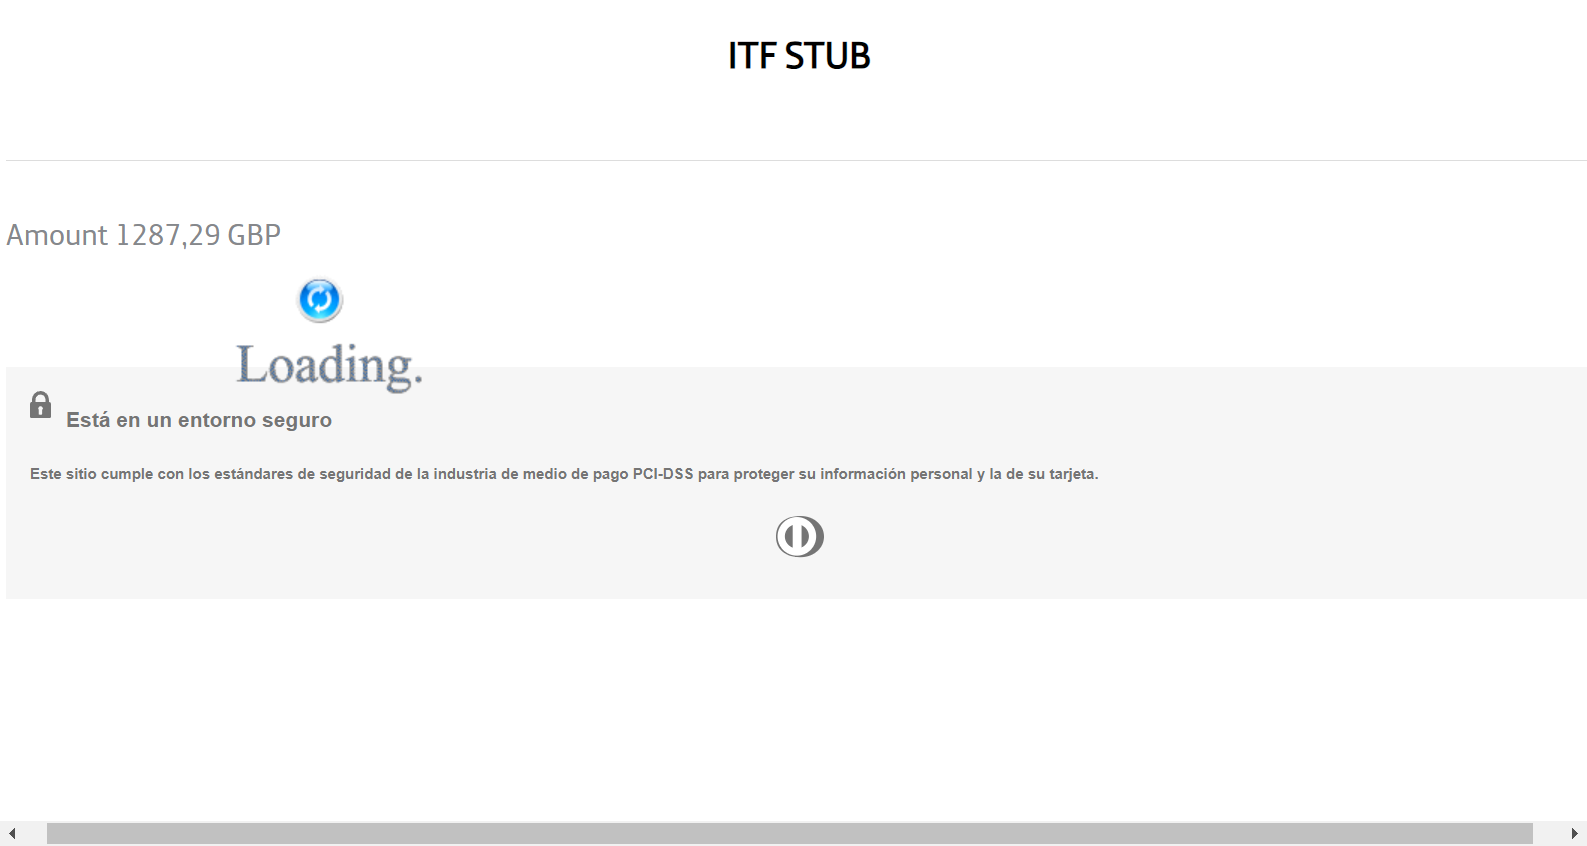 ITF STUB
Amount 1287,29 GBP
Loading.
Está en un entorno seguro
Este sitio cumple con los estándares de seguridad de la industria de medio de pago PCI-DSS para proteger su información personal y la de su tarjeta.